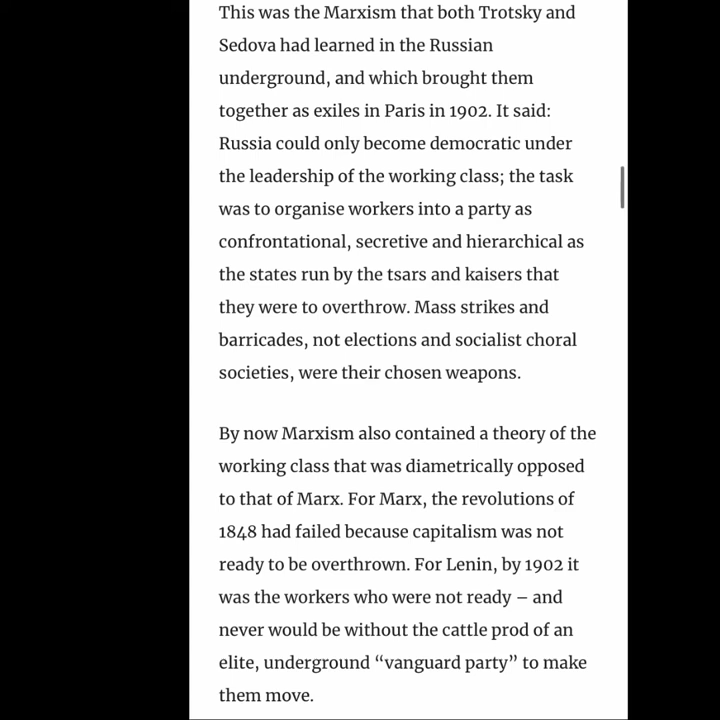 This was the Marxism that both Trotsky and
Sedova had learned in the Russian
underground, and which brought them
together as exiles in Paris in 1902. It said:
Russia could only become democratic under
the leadership of the working class; the task
was to organise workers into a party as
confrontational, secretive and hierarchical as
the states run by the tsars and kaisers that
they were to overthrow. Mass strikes and
barricades, not elections and socialist choral
societies, were their chosen weapons.
By now Marxism also contained a theory of the
working class that was diametrically opposed
to that of Marx. For Marx, the revolutions of
1848 had failed because capitalism was not
ready to be overthrown. For Lenin, by 1902 it
was the workers who were not ready – and
never would be without the cattle prod of an
elite, underground “vanguard party” to make
them move.